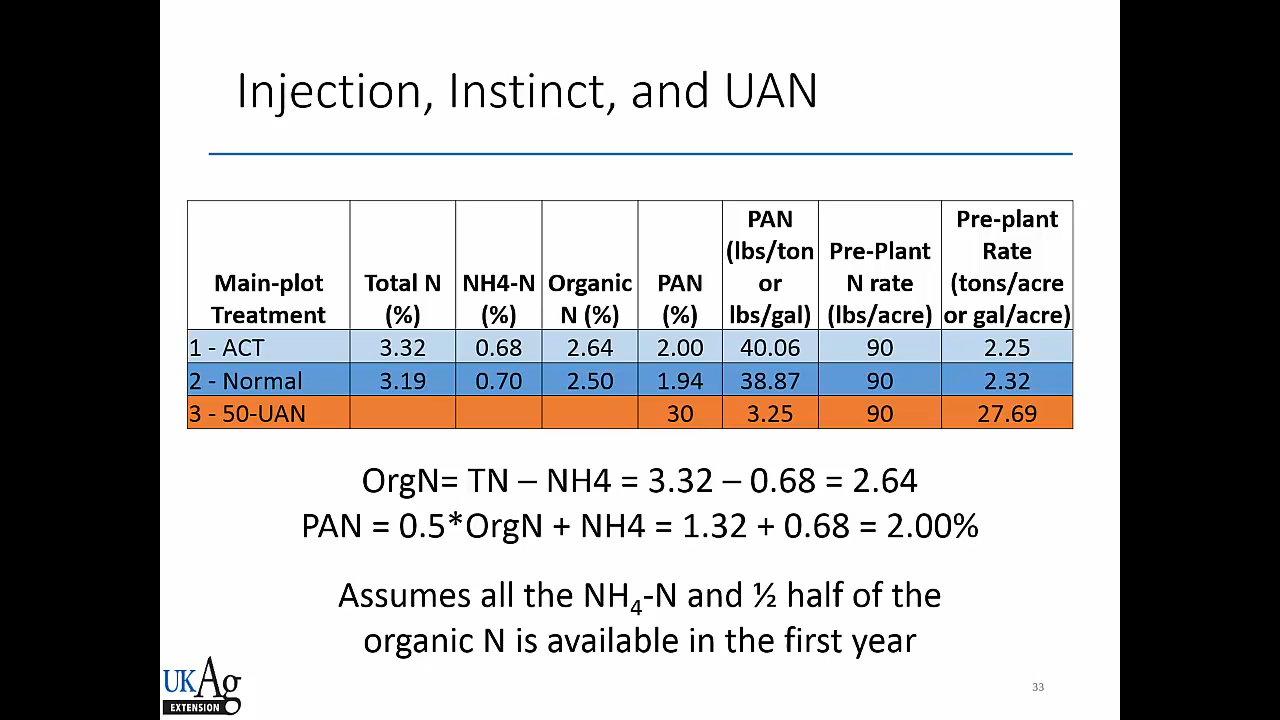 Injection, Instinct, and UAN
Main-plot Treatment Total N (%) NH4-N (%) Organic N (%) PAN (%) PAN (lbs/ton or lbs/gal) Pre-Plant N rate (lbs/acre) Pre-plant Rate (tons/acre or gal/acre)
1 - ACT 3.32 0.68 2.64 2.00 40.06 90 2.25
2 - Normal 3.19 0.70 2.50 1.94 38.87 90 2.32
3 - 50-UAN 30 3.25 90 27.69
OrgN= TN – NH4 = 3.32 – 0.68 = 2.64
PAN = 0.5*OrgN + NH4 = 1.32 + 0.68 = 2.00%
Assumes all the NH4-N and ½ half of the
organic N is available in the first year
UKAg
EXTENSION
33